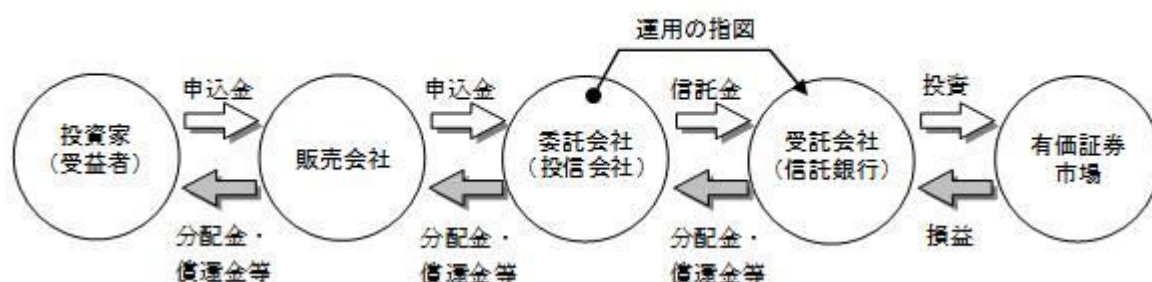 運用の指図
申込金
申込金
信託金
投資
投資家
（受益者）
販売会社
委託会社
（投信会社）
受託会社
（信託銀行）
有価証券
市場
分配金・
償還金等
分配金・
償還金等
分配金・
償還金等
損益